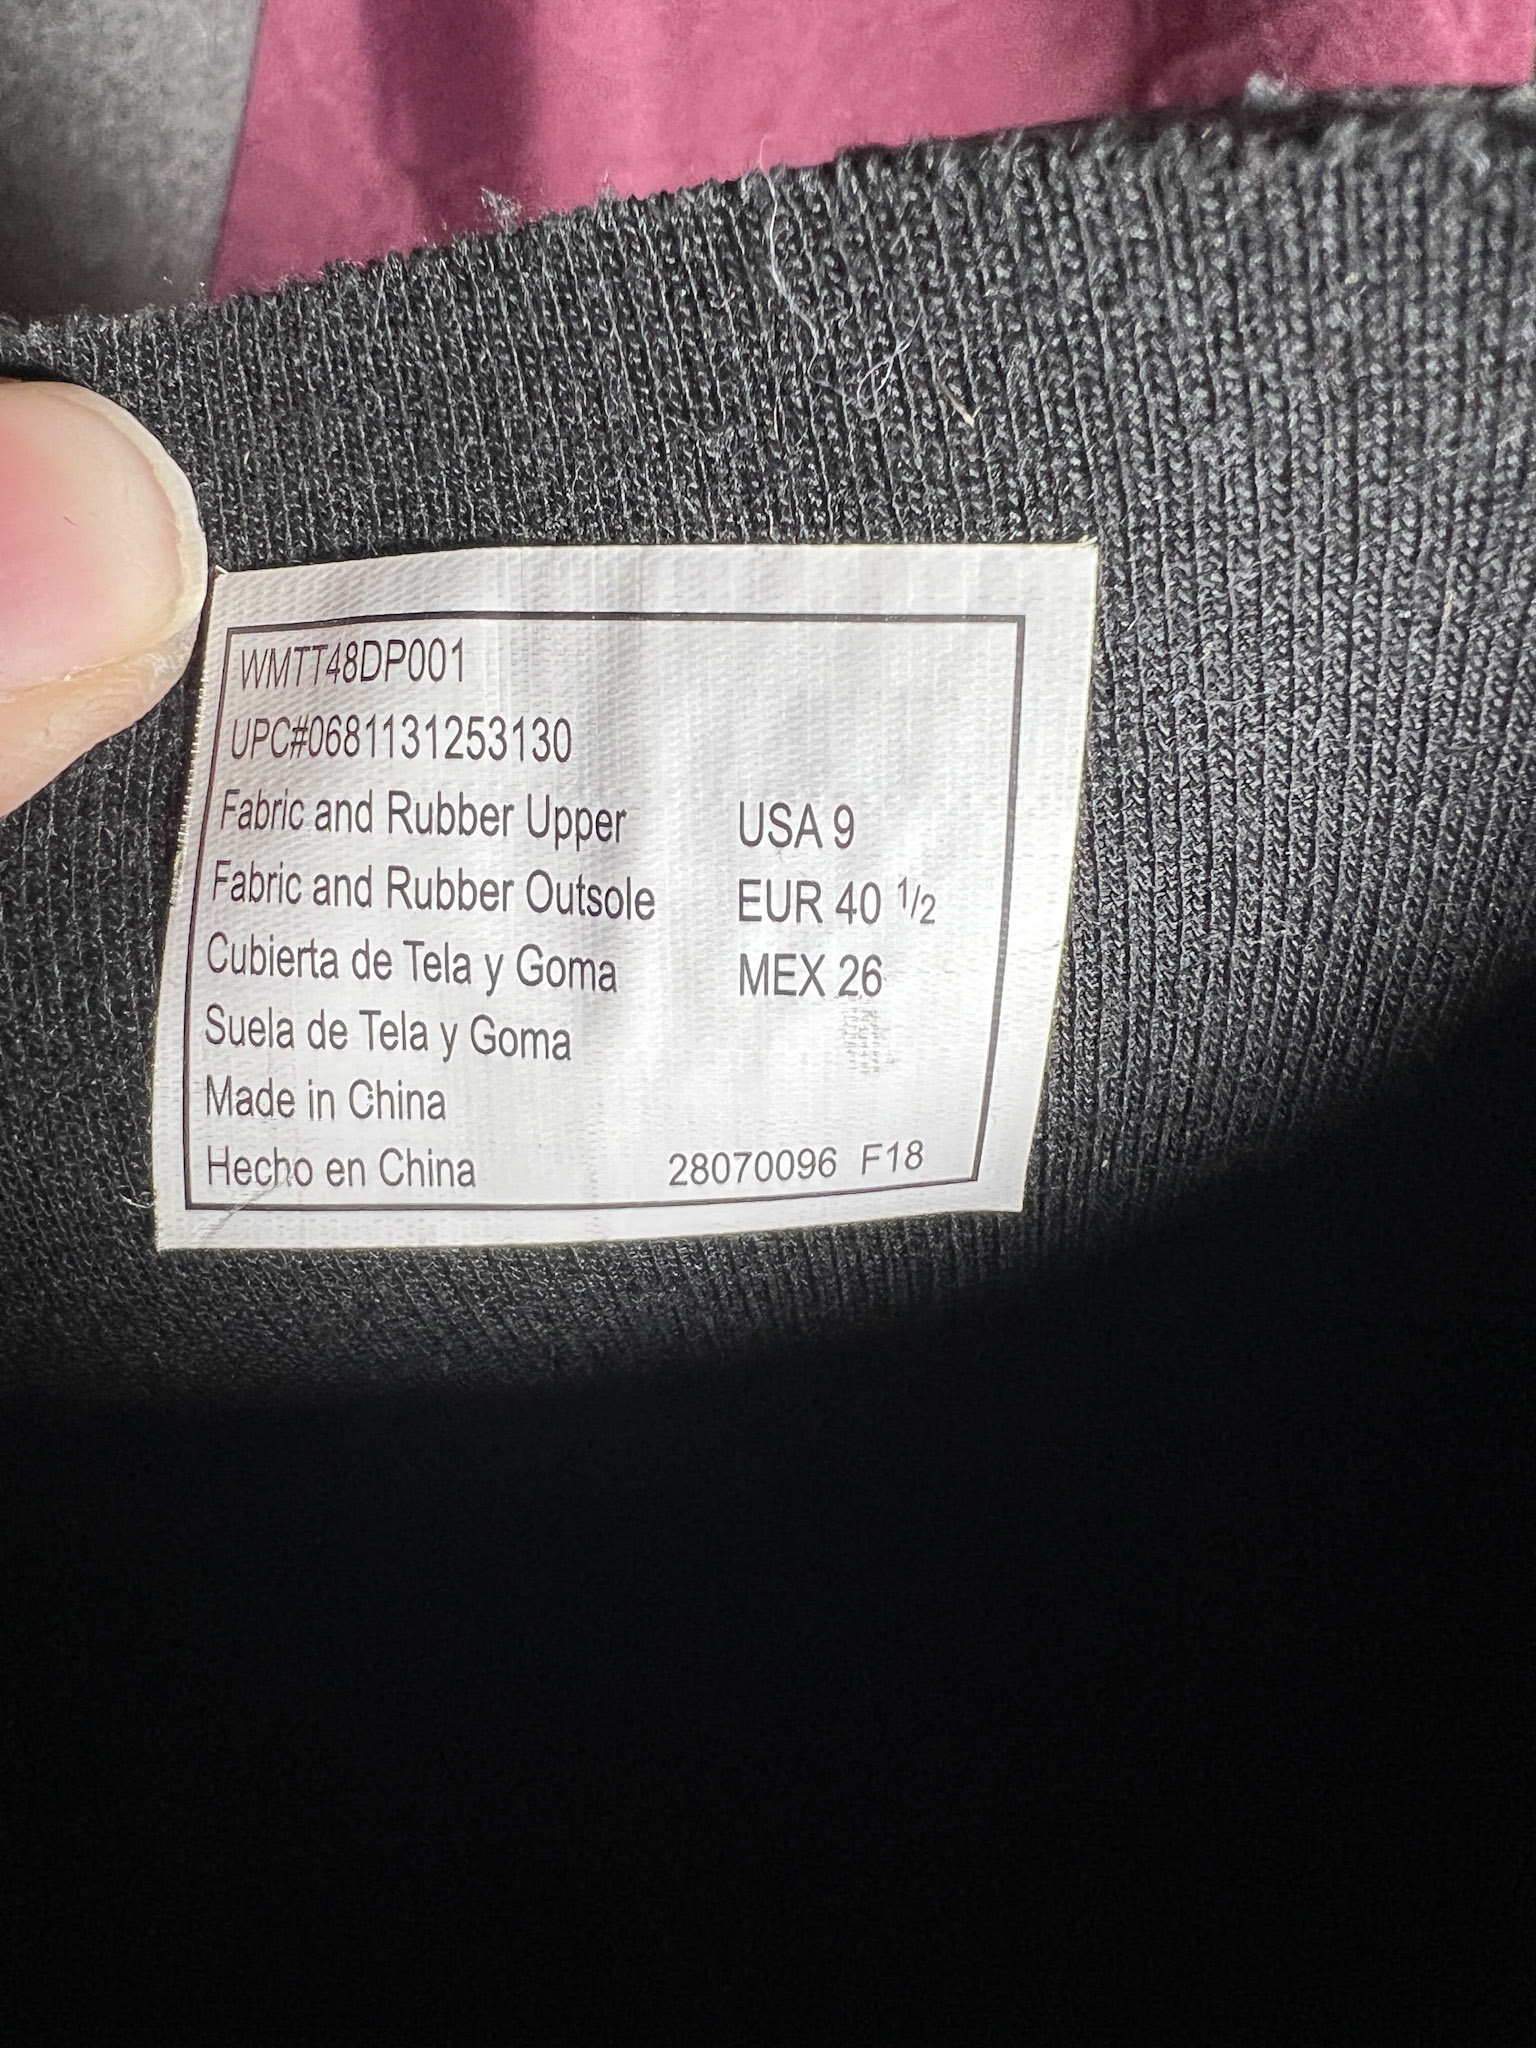 WMTT48DP001
UPC#0681131253130
Fabric and Rubber Upper USA 9
Fabric and Rubber Outsole EUR 40 1/2
Cubierta de Tela y Goma MEX 26
Suela de Tela y Goma
Made in China
Hecho en China 28070096 F18